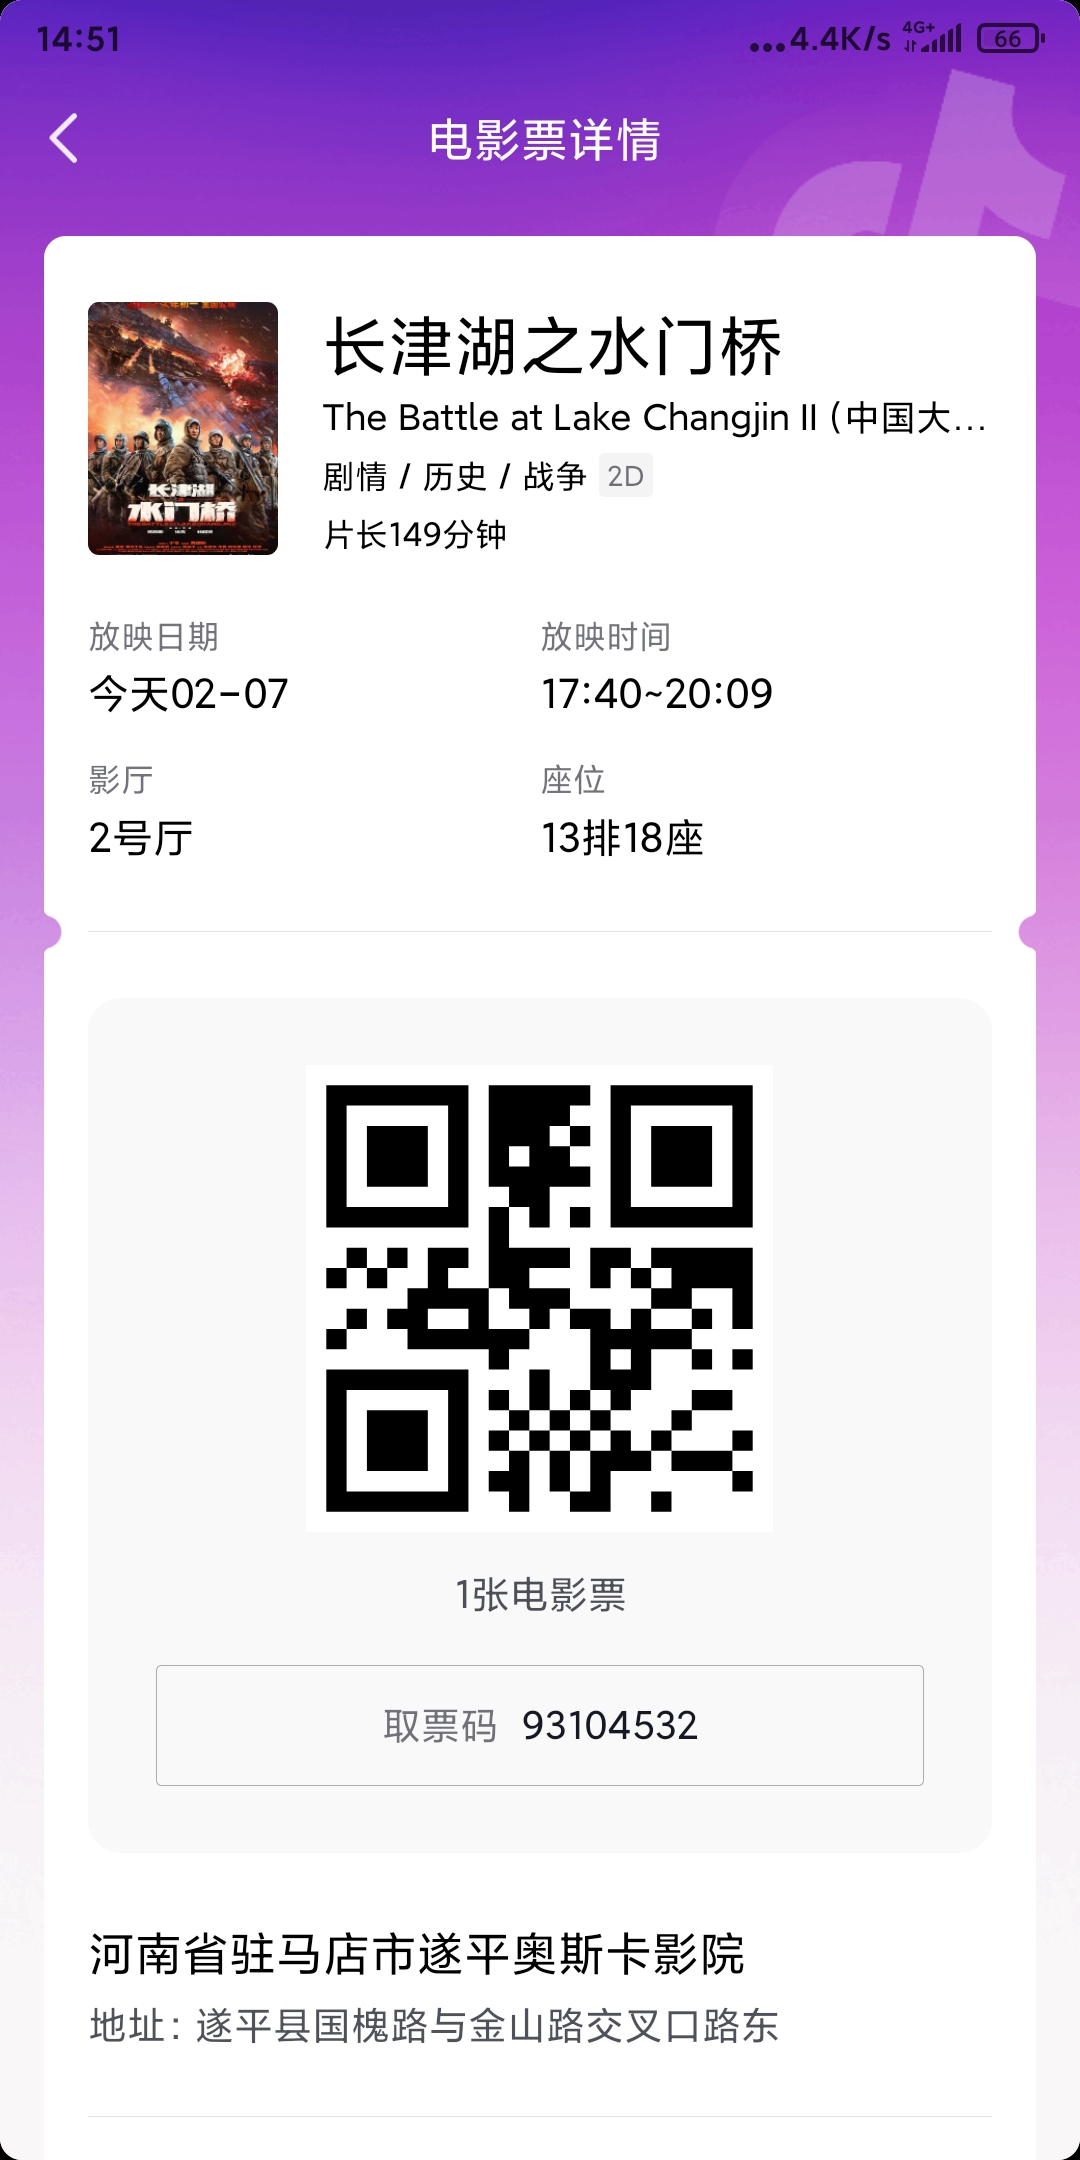 14:51
...4.4K/s 4G+ 66
电影票详情
长津湖之水门桥
The Battle at Lake Changjin II (中国大...
剧情 / 历史 / 战争 2D
片长149分钟
长津湖
水门桥
放映日期 放映时间
今天02-07 17:40~20:09
影厅 座位
2号厅 13排18座
1张电影票
取票码 93104532
河南省驻马店市遂平奥斯卡影院
地址: 遂平县国槐路与金山路交叉口路东